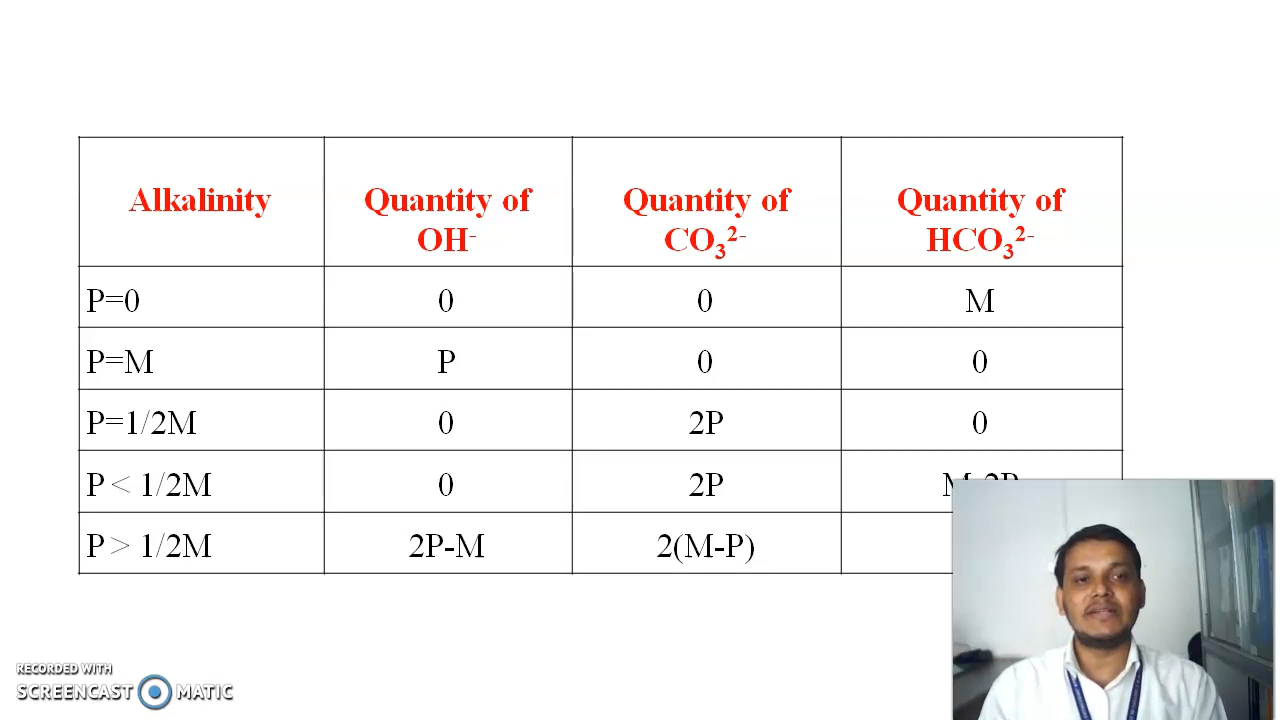 Alkalinity Quantity of OH⁻ Quantity of CO₃²⁻ Quantity of HCO₃²⁻
P=0 0 0 M
P=M P 0 0
P=1/2M 0 2P 0
P < 1/2M 0 2P M-2P
P > 1/2M 2P-M 2(M-P)
RECORDED WITH
SCREENCAST MATIC